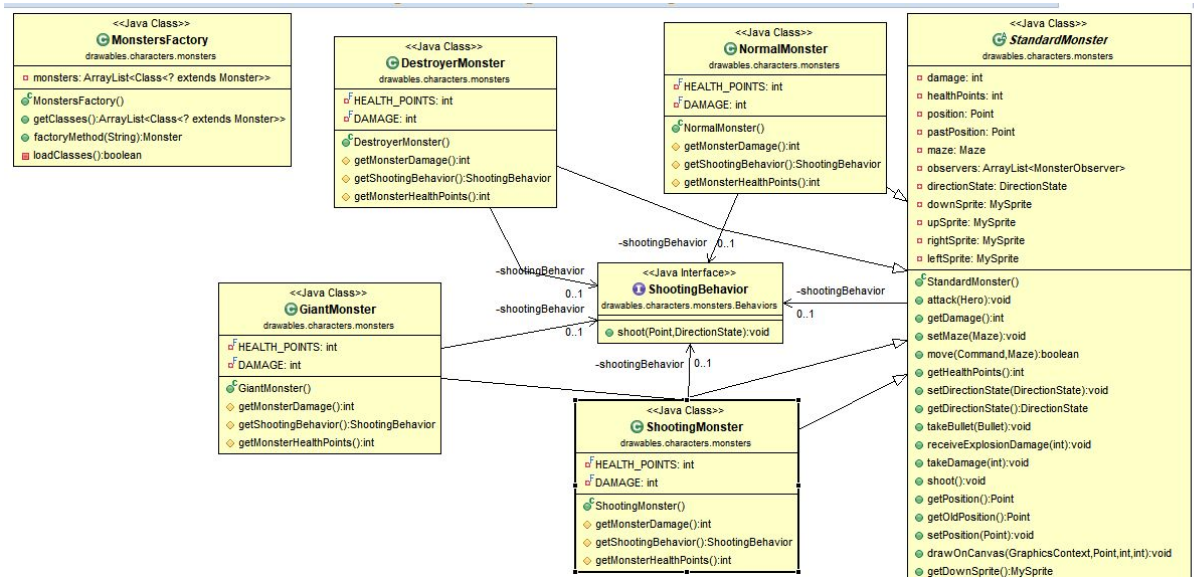 <<Java Class>>
MonstersFactory
drawables.characters.monsters
monsters: ArrayList<Class<? extends Monster>>
MonstersFactory()
getClasses():ArrayList<Class<? extends Monster>>
factoryMethod(String):Monster
loadClasses():boolean
<<Java Class>>
DestroyerMonster
drawables.characters.monsters
HEALTH_POINTS: int
DAMAGE: int
DestroyerMonster()
getMonsterDamage():int
getShootingBehavior():ShootingBehavior
getMonsterHealthPoints():int
<<Java Class>>
NormalMonster
drawables.characters.monsters
HEALTH_POINTS: int
DAMAGE: int
NormalMonster()
getMonsterDamage():int
getShootingBehavior():ShootingBehavior
getMonsterHealthPoints():int
<<Java Class>>
StandardMonster
drawables.characters.monsters
damage: int
healthPoints: int
position: Point
pastPosition: Point
maze: Maze
observers: ArrayList<MonsterObserver>
directionState: DirectionState
downSprite: MySprite
upSprite: MySprite
rightSprite: MySprite
leftSprite: MySprite
StandardMonster()
attack(Hero):void
getDamage():int
setMaze(Maze):void
move(Command,Maze):boolean
getHealthPoints():int
setDirectionState(DirectionState):void
getDirectionState():DirectionState
takeBullet(Bullet):void
receiveExplosionDamage(int):void
takeDamage(int):void
shoot():void
getPosition():Point
getOldPosition():Point
setPosition(Point):void
drawOnCanvas(GraphicsContext,Point,int,int):void
getDownSprite():MySprite
-shootingBehavior 0..1
-shootingBehavior
0..1
-shootingBehavior
0..1
-shootingBehavior
0..1
-shootingBehavior 0..1
<<Java Interface>>
ShootingBehavior
drawables.characters.monsters.Behaviors
shoot(Point,DirectionState):void
<<Java Class>>
GiantMonster
drawables.characters.monsters
HEALTH_POINTS: int
DAMAGE: int
GiantMonster()
getMonsterDamage():int
getShootingBehavior():ShootingBehavior
getMonsterHealthPoints():int
<<Java Class>>
ShootingMonster
drawables.characters.monsters
HEALTH_POINTS: int
DAMAGE: int
ShootingMonster()
getMonsterDamage():int
getShootingBehavior():ShootingBehavior
getMonsterHealthPoints():int